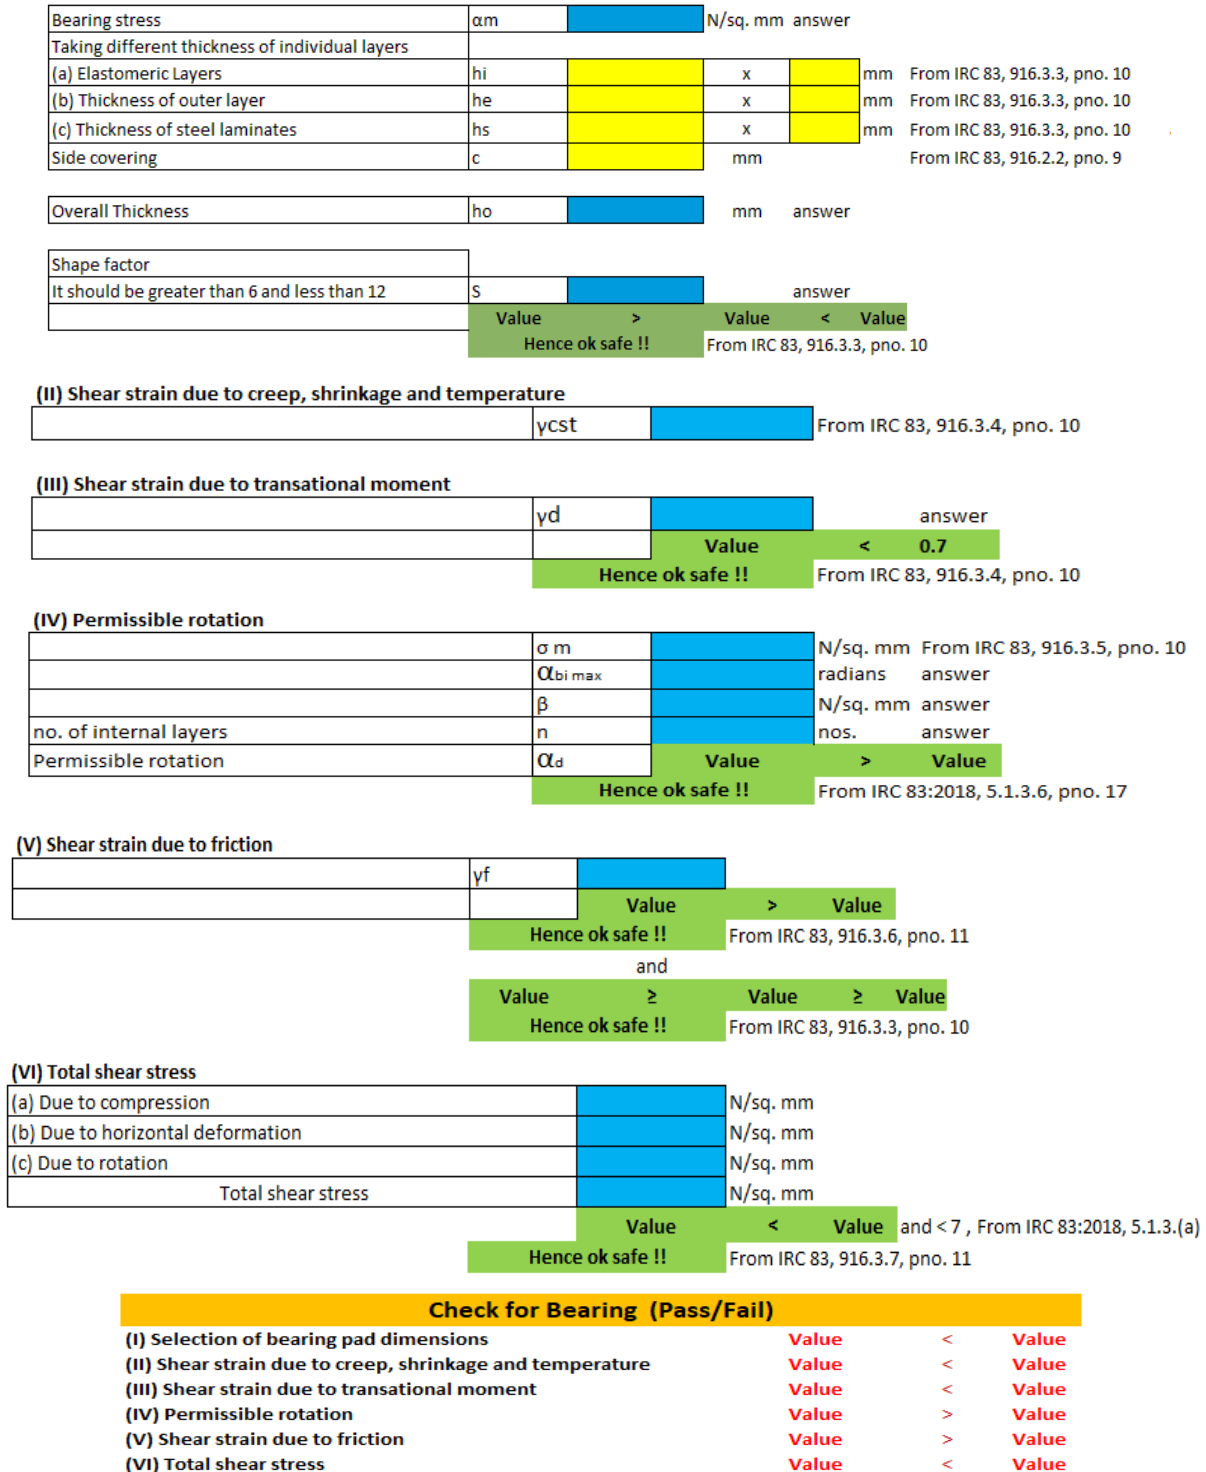 Bearing stress αm N/sq. mm answer
Taking different thickness of individual layers
(a) Elastomeric Layers hi x mm From IRC 83, 916.3.3, pno. 10
(b) Thickness of outer layer he x mm From IRC 83, 916.3.3, pno. 10
(c) Thickness of steel laminates hs x mm From IRC 83, 916.3.3, pno. 10
Side covering c mm From IRC 83, 916.2.2, pno. 9
Overall Thickness ho mm answer
Shape factor
It should be greater than 6 and less than 12 S answer
Value > Value < Value
Hence ok safe !! From IRC 83, 916.3.3, pno. 10
(II) Shear strain due to creep, shrinkage and temperature
γcst From IRC 83, 916.3.4, pno. 10
(III) Shear strain due to transational moment
γd answer
Value < 0.7
Hence ok safe !! From IRC 83, 916.3.4, pno. 10
(IV) Permissible rotation
σ m N/sq. mm From IRC 83, 916.3.5, pno. 10
αbi max radians answer
β N/sq. mm answer
no. of internal layers n nos. answer
Permissible rotation αd Value > Value
Hence ok safe !! From IRC 83:2018, 5.1.3.6, pno. 17
(V) Shear strain due to friction
γf
Value > Value
Hence ok safe !! From IRC 83, 916.3.6, pno. 11
and
Value ≥ Value ≥ Value
Hence ok safe !! From IRC 83, 916.3.3, pno. 10
(VI) Total shear stress
(a) Due to compression N/sq. mm
(b) Due to horizontal deformation N/sq. mm
(c) Due to rotation N/sq. mm
Total shear stress N/sq. mm
Value < Value and < 7 , From IRC 83:2018, 5.1.3.(a)
Hence ok safe !! From IRC 83, 916.3.7, pno. 11
Check for Bearing (Pass/Fail)
(I) Selection of bearing pad dimensions Value < Value
(II) Shear strain due to creep, shrinkage and temperature Value < Value
(III) Shear strain due to transational moment Value < Value
(IV) Permissible rotation Value > Value
(V) Shear strain due to friction Value > Value
(VI) Total shear stress Value < Value